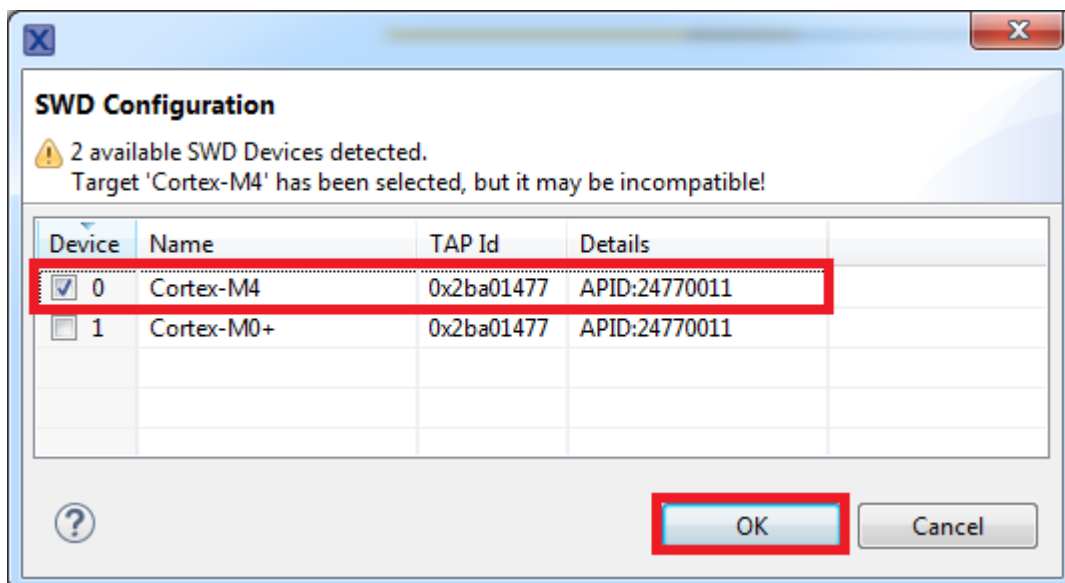 X
X
SWD Configuration
2 available SWD Devices detected.
Target 'Cortex-M4' has been selected, but it may be incompatible!
Device Name TAP Id Details
0 Cortex-M4 0x2ba01477 APID:24770011
1 Cortex-M0+ 0x2ba01477 APID:24770011
? OK Cancel